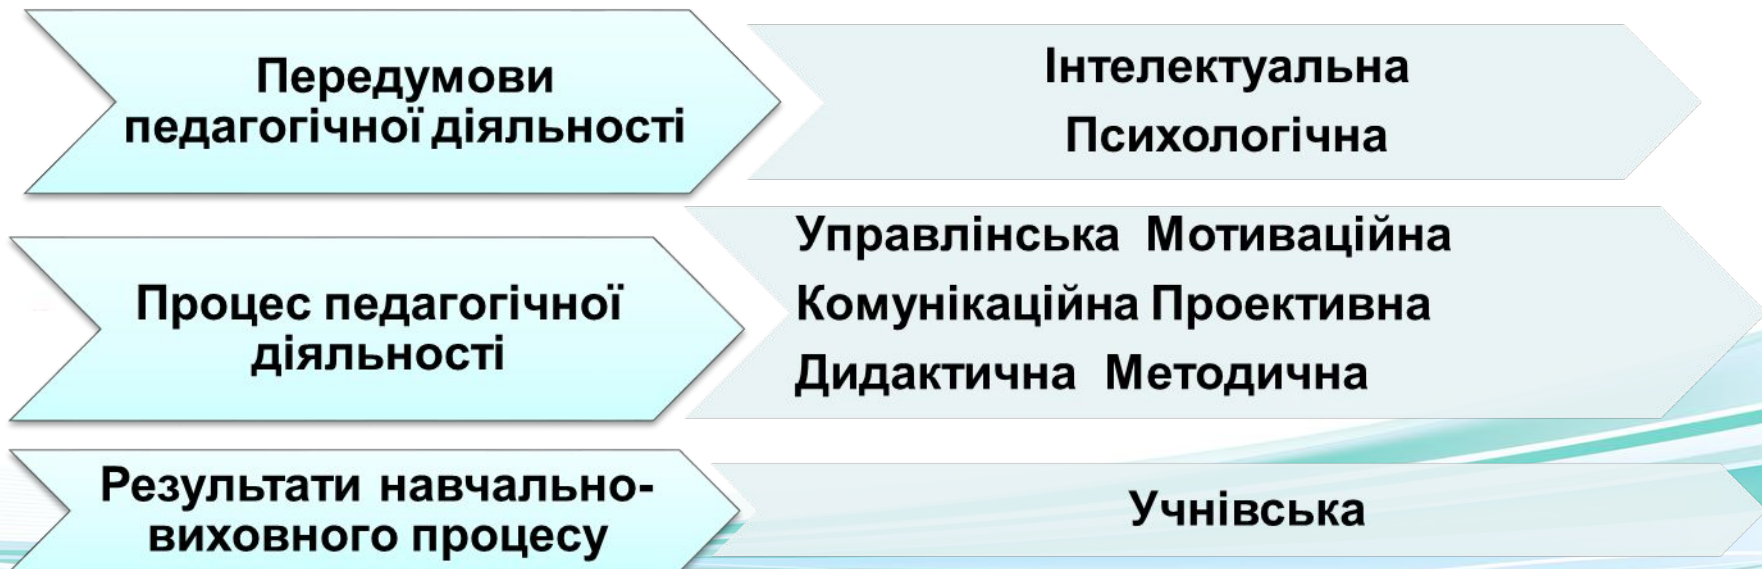 Передумови
педагогічної діяльності
Інтелектуальна
Психологічна
Процес педагогічної
діяльності
Управлінська Мотиваційна
Комунікаційна Проективна
Дидактична Методична
Результати навчально-
виховного процесу
Учнівська